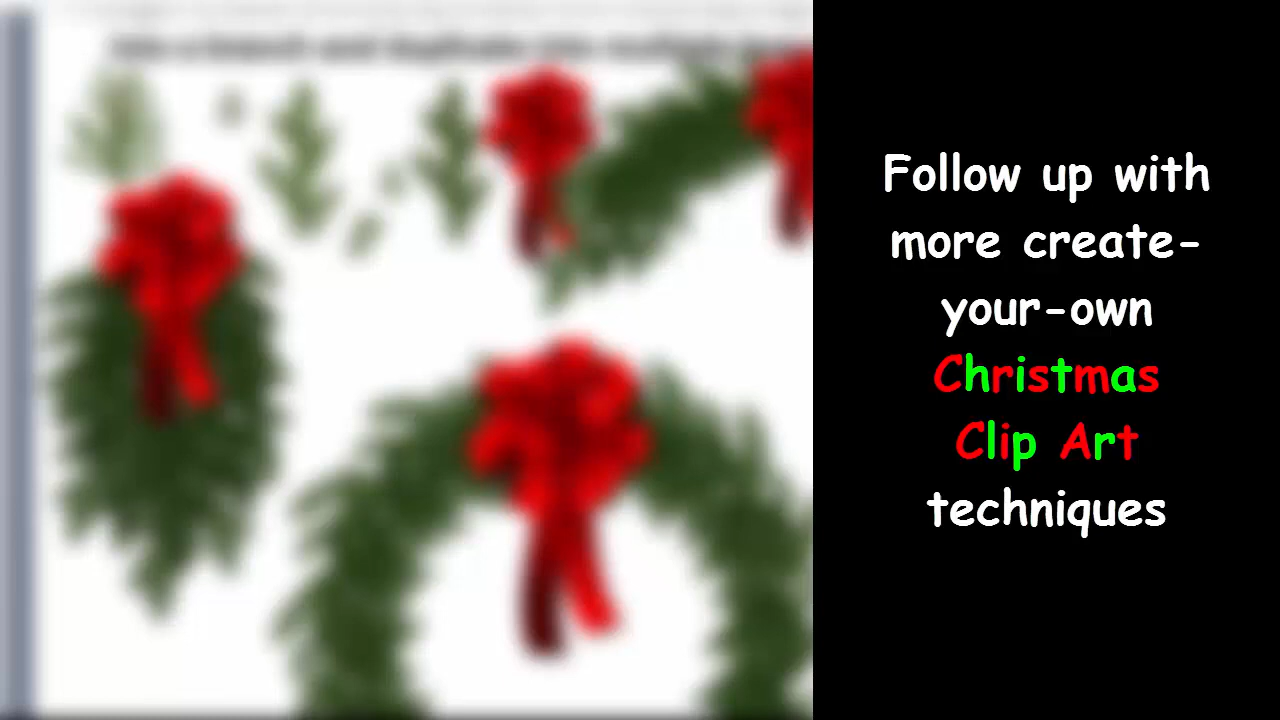 Follow up with
more create-
your-own
Christmas
Clip Art
techniques